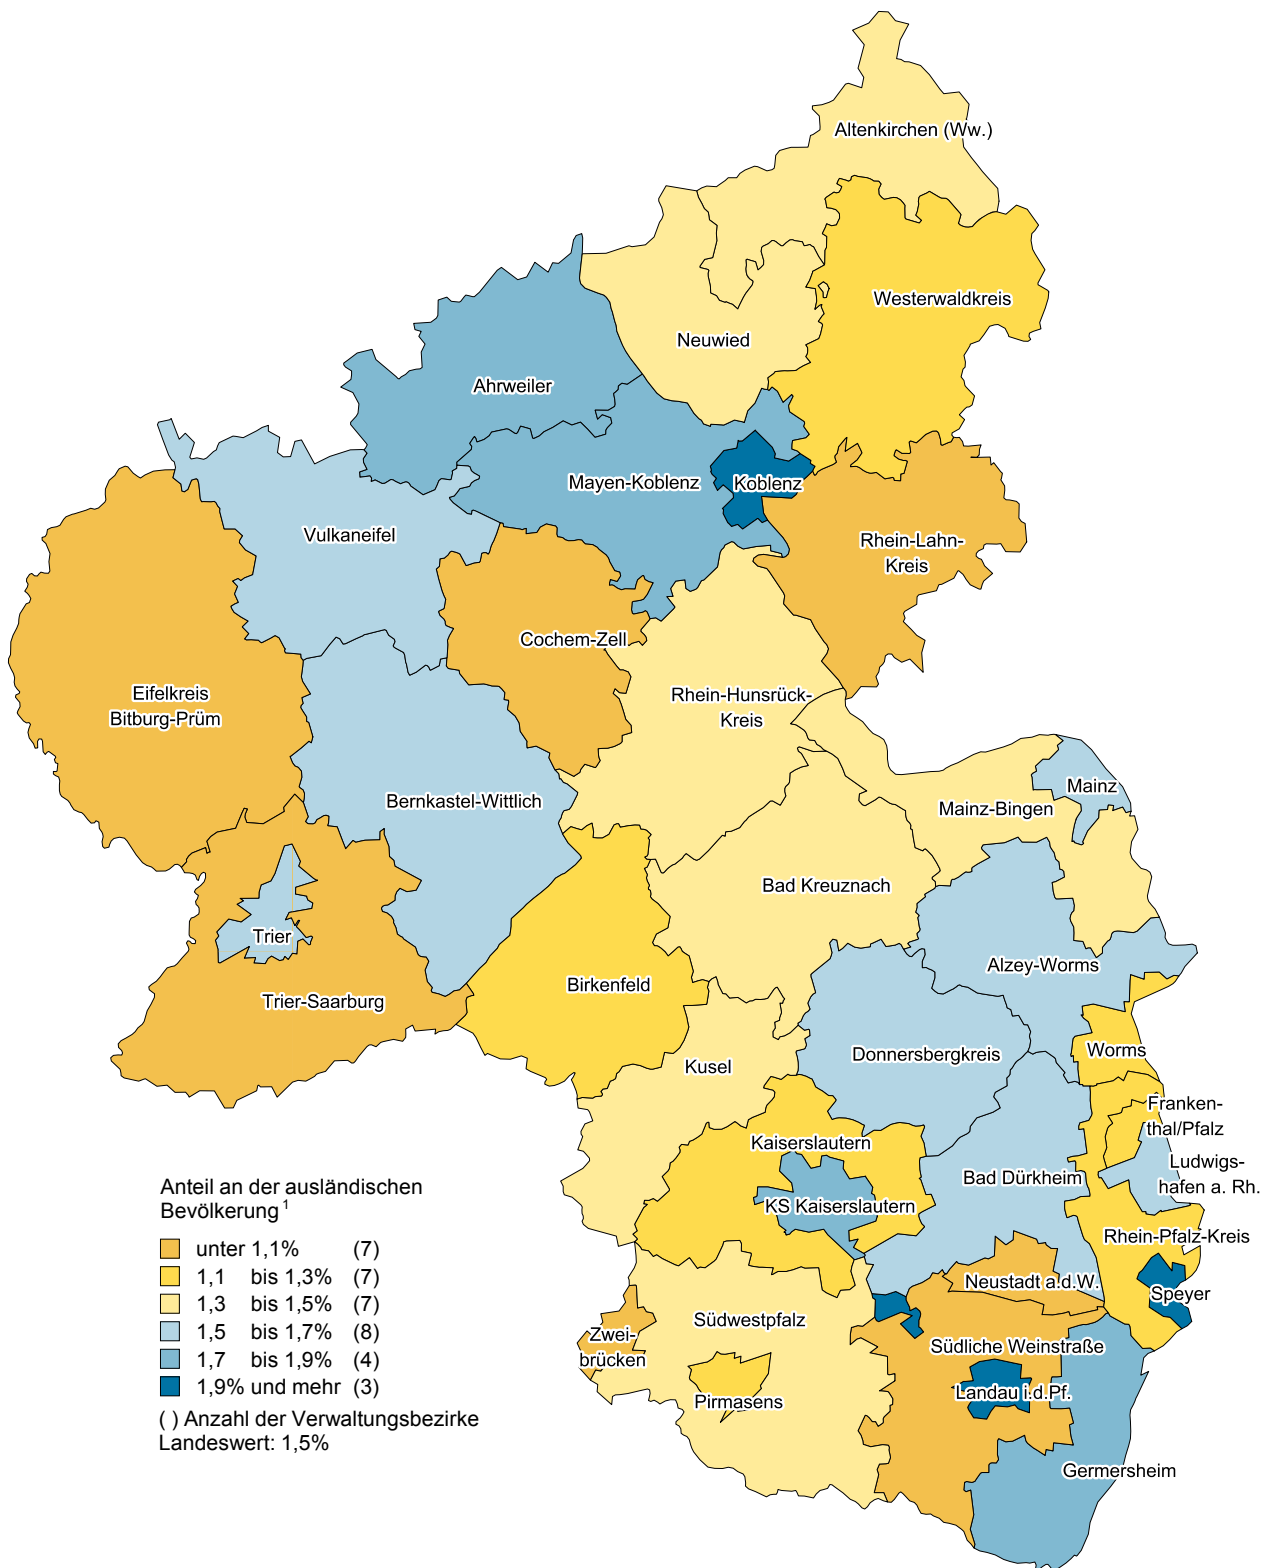 Altenkirchen (Ww.)
Westerwaldkreis
Neuwied
Ahrweiler
Mayen-Koblenz
Koblenz
Vulkaneifel
Rhein-Lahn-
Kreis
Cochem-Zell
Eifelkreis
Bitburg-Prüm
Rhein-Hunsrück-
Kreis
Mainz
Bernkastel-Wittlich
Mainz-Bingen
Bad Kreuznach
Trier
Alzey-Worms
Birkenfeld
Trier-Saarburg
Worms
Donnersbergkreis
Kusel
Franken-
thal/Pfalz
Kaiserslautern
Ludwigs-
hafen a. Rh.
Bad Dürkheim
KS Kaiserslautern
Rhein-Pfalz-Kreis
Neustadt a.d.W.
Speyer
Südwestpfalz
Zwei-
brücken
Südliche Weinstraße
Landau i.d.Pf.
Pirmasens
Germersheim
Anteil an der ausländischen
Bevölkerung 1
unter 1,1% (7)
1,1 bis 1,3% (7)
1,3 bis 1,5% (7)
1,5 bis 1,7% (8)
1,7 bis 1,9% (4)
1,9% und mehr (3)
( ) Anzahl der Verwaltungsbezirke
Landeswert: 1,5%